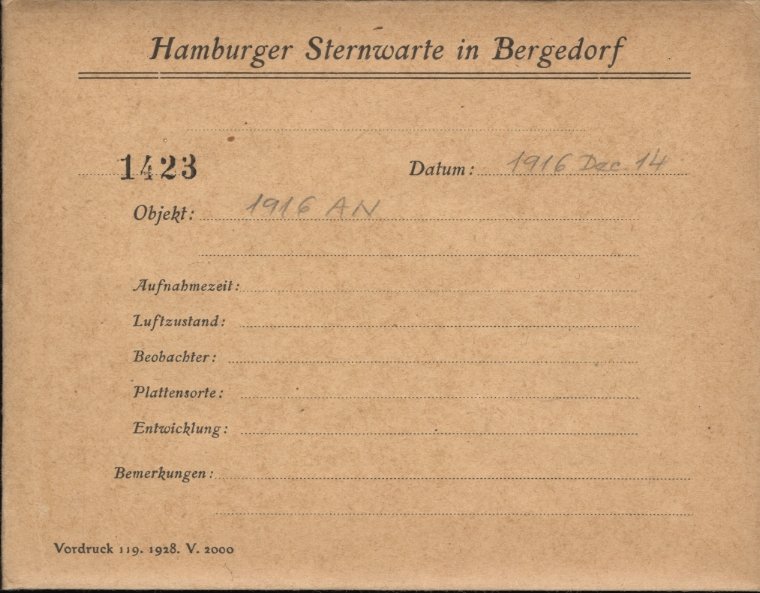 Hamburger Sternwarte in Bergedorf
1423 Datum: 1916 Dec 14
Objekt: 1916 AN
Aufnahmezeit:
Luftzustand:
Beobachter:
Plattensorte:
Entwicklung:
Bemerkungen:
Vordruck 119. 1928. V. 2000